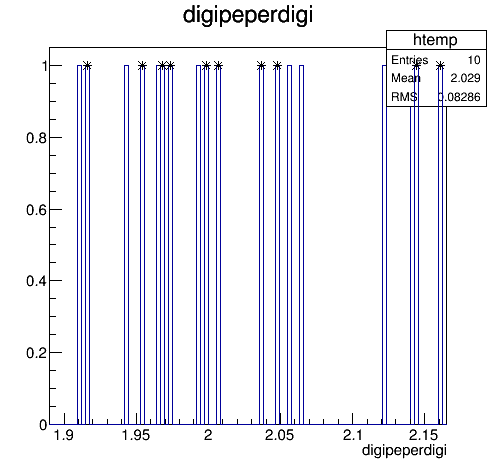 digipeperdigi
htemp
Entries 10
Mean 2.029
RMS 0.08286
1
0.8
0.6
0.4
0.2
0
1.9 1.95 2 2.05 2.1 2.15
digipeperdigi